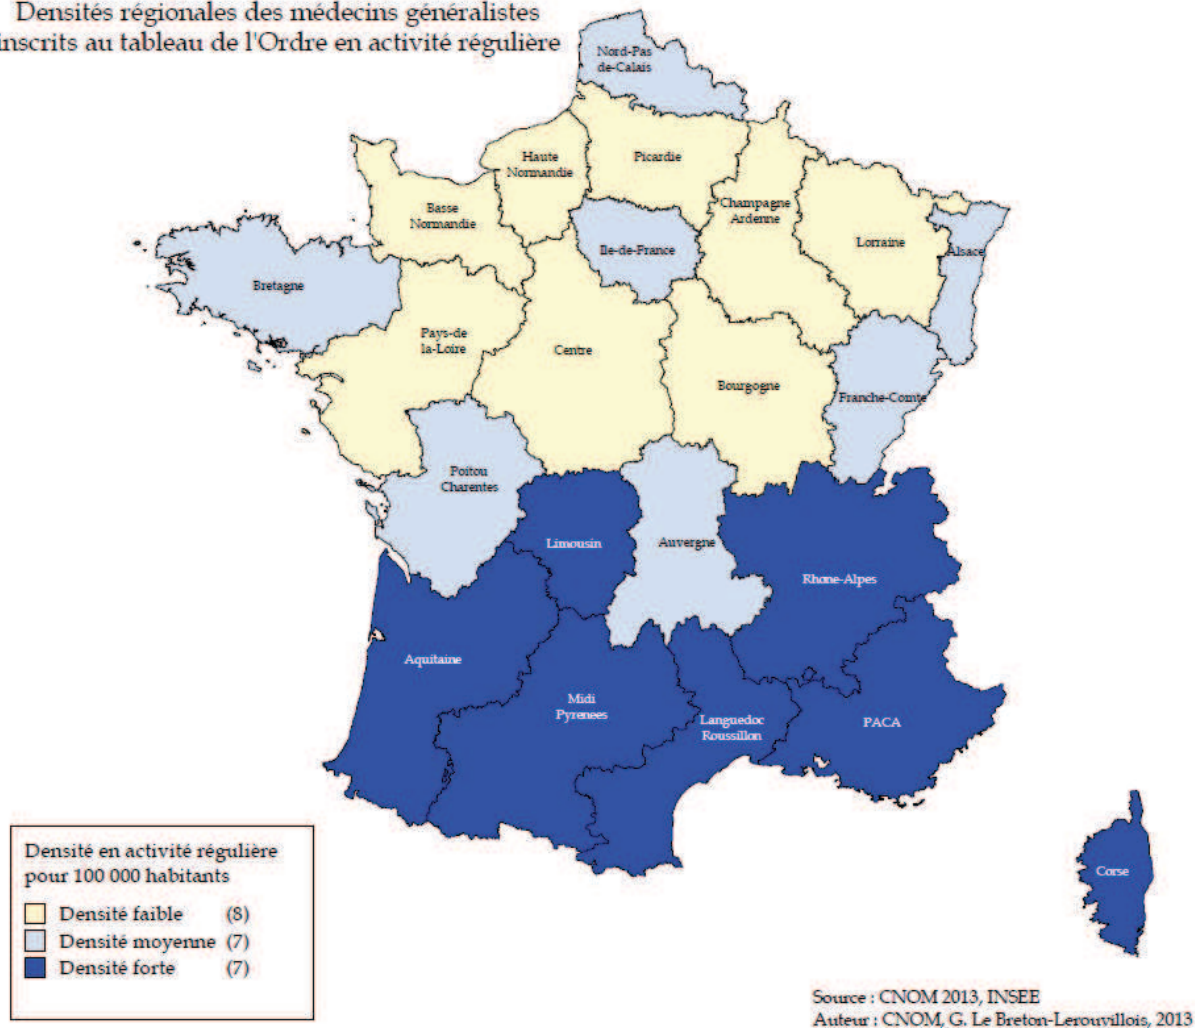 Densités régionales des médecins généralistes
inscrits au tableau de l'Ordre en activité régulière
Nord-Pas
de-Calais
Haute
Normandie
Picardie
Champagne
Ardenne
Basse
Normandie
Lorraine
Alsace
Ile-de-France
Bretagne
Pays-de
la-Loire
Centre
Bourgogne
Franche-Comte
Poitou
Charentes
Limousin
Auvergne
Rhone-Alpes
Aquitaine
Midi
Pyrenees
Languedoc
Roussillon
PACA
Corse
Densité en activité régulière
pour 100 000 habitants
Densité faible (8)
Densité moyenne (7)
Densité forte (7)
Source : CNOM 2013, INSEE
Auteur : CNOM, G. Le Breton-Lerouvillois, 2013